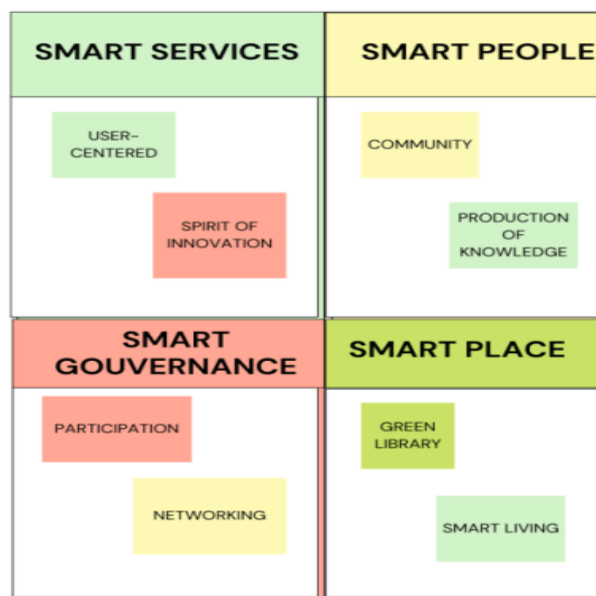 SMART SERVICES
USER-
CENTERED
SPIRIT OF
INNOVATION
SMART PEOPLE
COMMUNITY
PRODUCTION
OF
KNOWLEDGE
SMART
GOUVERNANCE
PARTICIPATION
NETWORKING
SMART PLACE
GREEN
LIBRARY
SMART LIVING